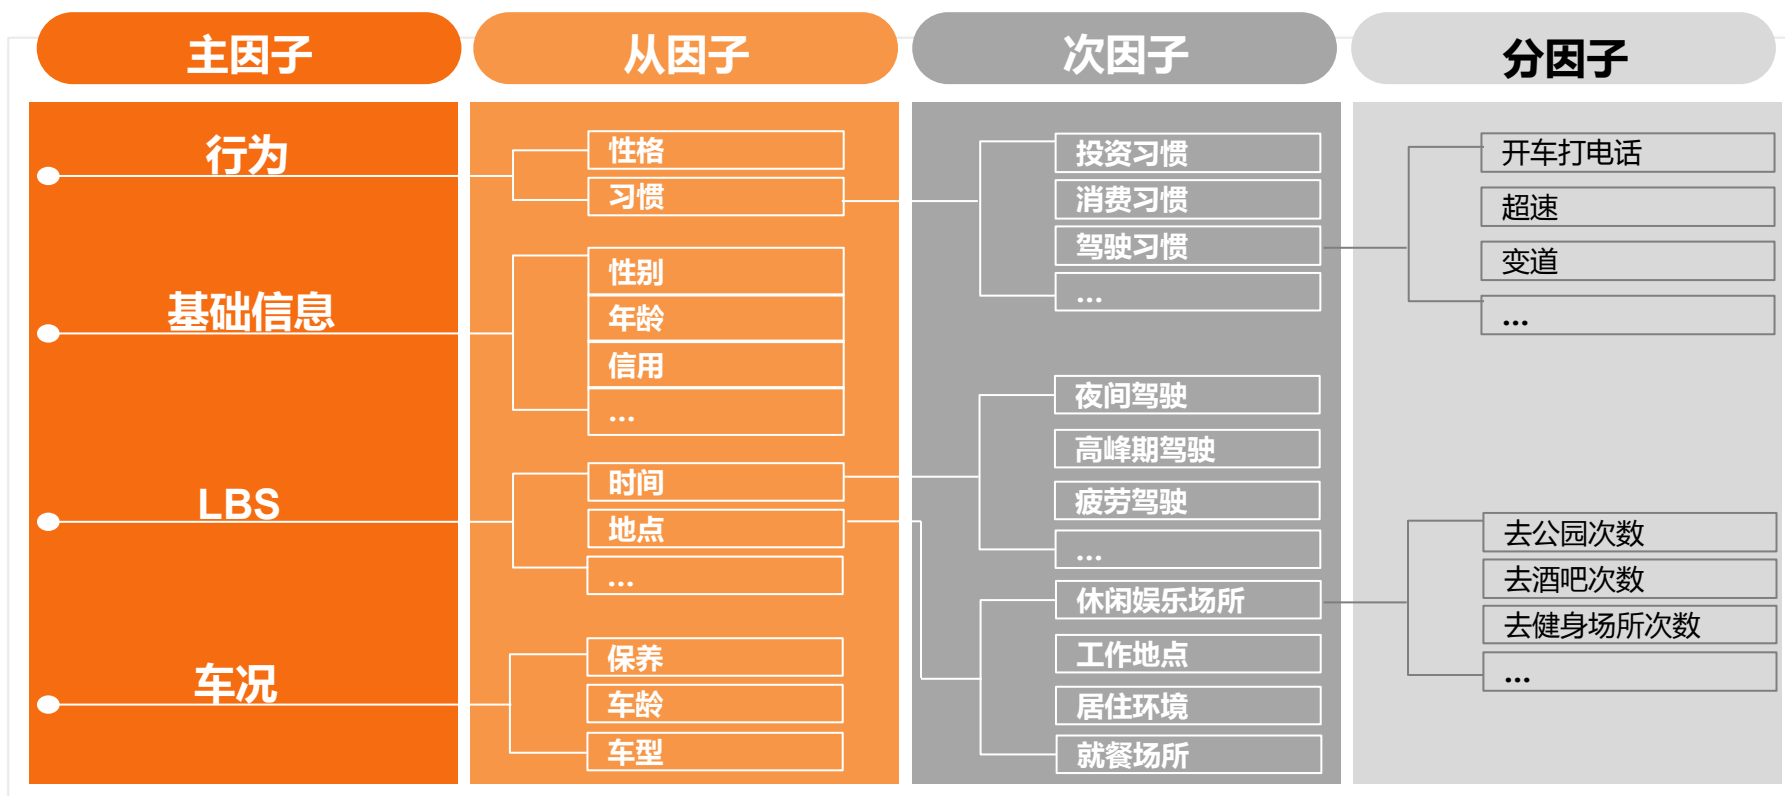 主因子
从因子
次因子
分因子
行为
基础信息
LBS
车况
性格
习惯
性别
年龄
信用
...
时间
地点
...
保养
车龄
车型
投资习惯
消费习惯
驾驶习惯
...
夜间驾驶
高峰期驾驶
疲劳驾驶
...
休闲娱乐场所
工作地点
居住环境
就餐场所
开车打电话
超速
变道
...
去公园次数
去酒吧次数
去健身场所次数
...